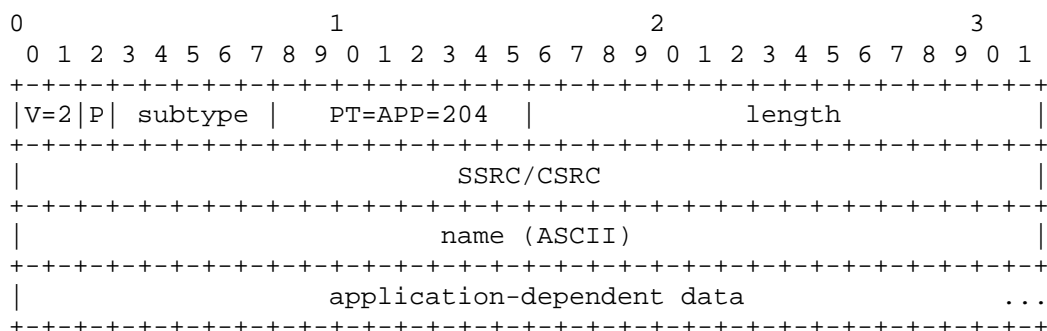 0                   1                   2                   3
 0 1 2 3 4 5 6 7 8 9 0 1 2 3 4 5 6 7 8 9 0 1 2 3 4 5 6 7 8 9 0 1
+-+-+-+-+-+-+-+-+-+-+-+-+-+-+-+-+-+-+-+-+-+-+-+-+-+-+-+-+-+-+-+-+
|V=2|P| subtype |   PT=APP=204  |             length            |
+-+-+-+-+-+-+-+-+-+-+-+-+-+-+-+-+-+-+-+-+-+-+-+-+-+-+-+-+-+-+-+-+
|                           SSRC/CSRC                           |
+-+-+-+-+-+-+-+-+-+-+-+-+-+-+-+-+-+-+-+-+-+-+-+-+-+-+-+-+-+-+-+-+
|                          name (ASCII)                         |
+-+-+-+-+-+-+-+-+-+-+-+-+-+-+-+-+-+-+-+-+-+-+-+-+-+-+-+-+-+-+-+-+
|                   application-dependent data                ...
+-+-+-+-+-+-+-+-+-+-+-+-+-+-+-+-+-+-+-+-+-+-+-+-+-+-+-+-+-+-+-+-+